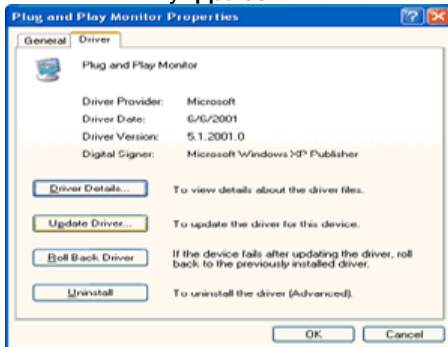 Plug and Play Monitor Properties
General Driver
Plug and Play Monitor
Driver Provider: Microsoft
Driver Date: 6/6/2001
Driver Version: 5.1.2001.0
Digital Signer: Microsoft Windows XP Publisher
Driver Details... To view details about the driver files.
Update Driver... To update the driver for this device.
Roll Back Driver If the device fails after updating the driver, roll
back to the previously installed driver.
Uninstall To uninstall the driver (Advanced).
OK Cancel